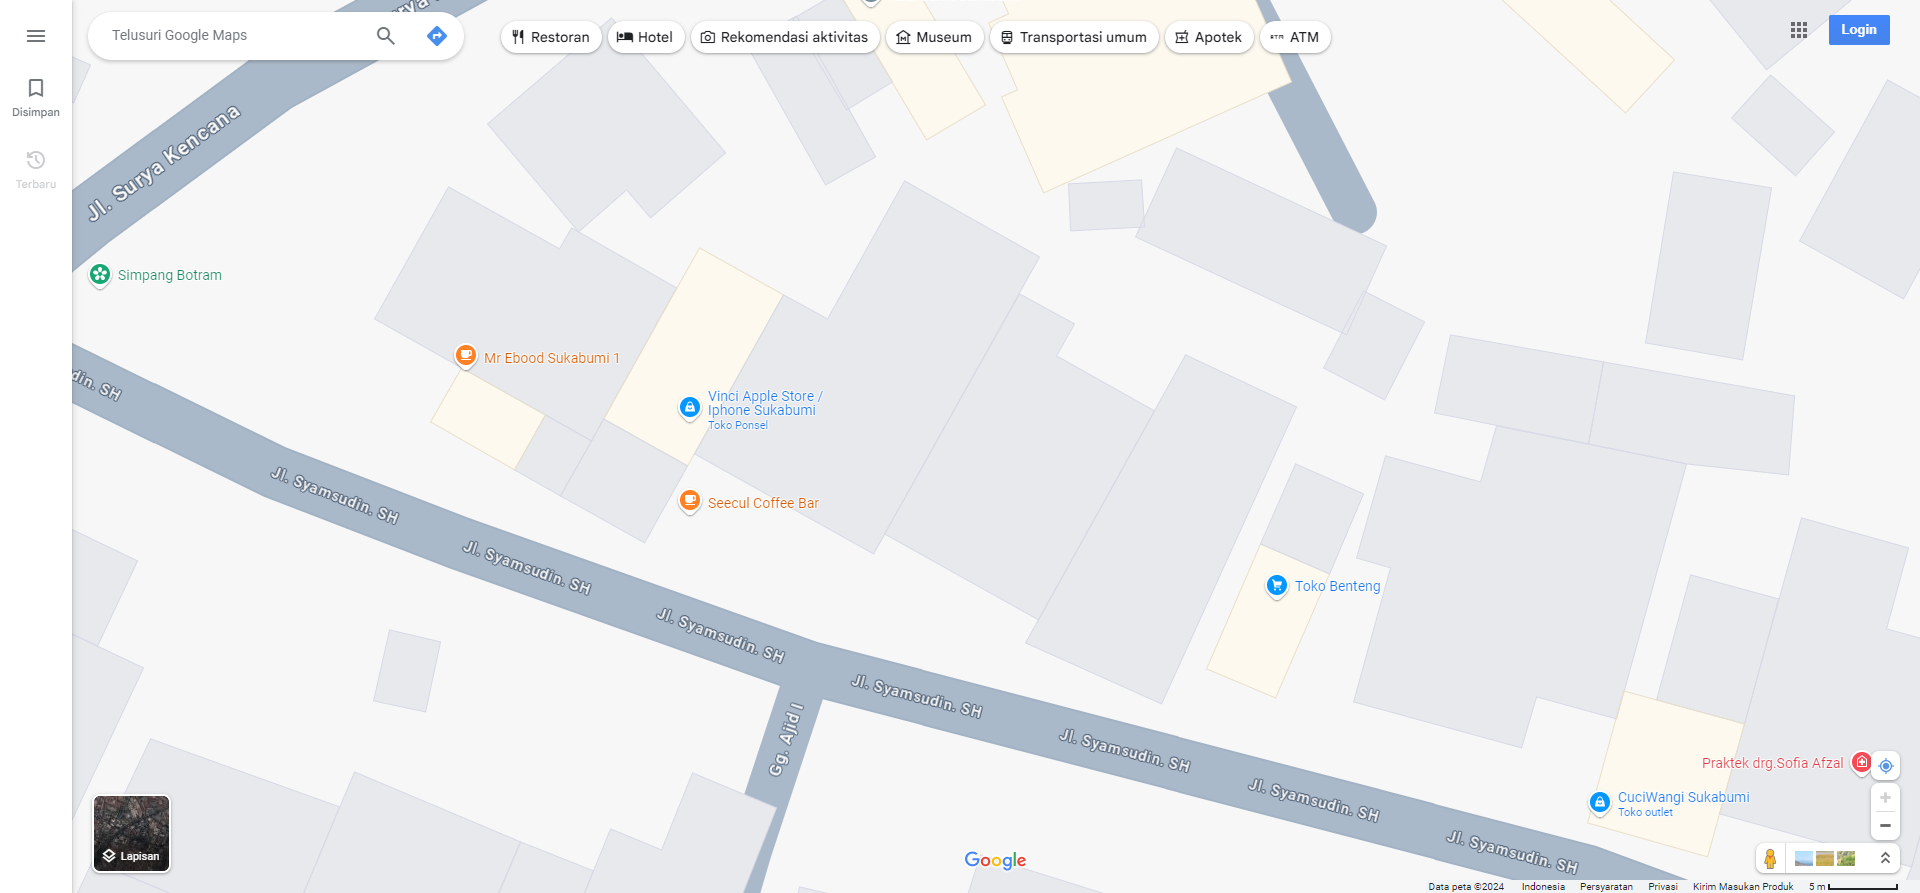 Telusuri Google Maps
Restoran
Hotel
Rekomendasi aktivitas
Museum
Transportasi umum
Apotek
ATM
Login
Disimpan
Terbaru
Jl. Surya Kencana
Simpang Botram
Mr Ebood Sukabumi 1
Vinci Apple Store /
Iphone Sukabumi
Toko Ponsel
Seecul Coffee Bar
Toko Benteng
din. SH
Jl. Syamsudin. SH
Jl. Syamsudin. SH
Jl. Syamsudin. SH
Jl. Syamsudin. SH
Jl. Syamsudin. SH
Jl. Syamsudin. SH
Jl. Syamsudin. SH
Gg. Ajid I
Praktek drg.Sofia Afzal
CuciWangi Sukabumi
Toko outlet
Lapisan
Google
Data peta ©2024
Indonesia
Persyaratan
Privasi
Kirim Masukan Produk
5 m